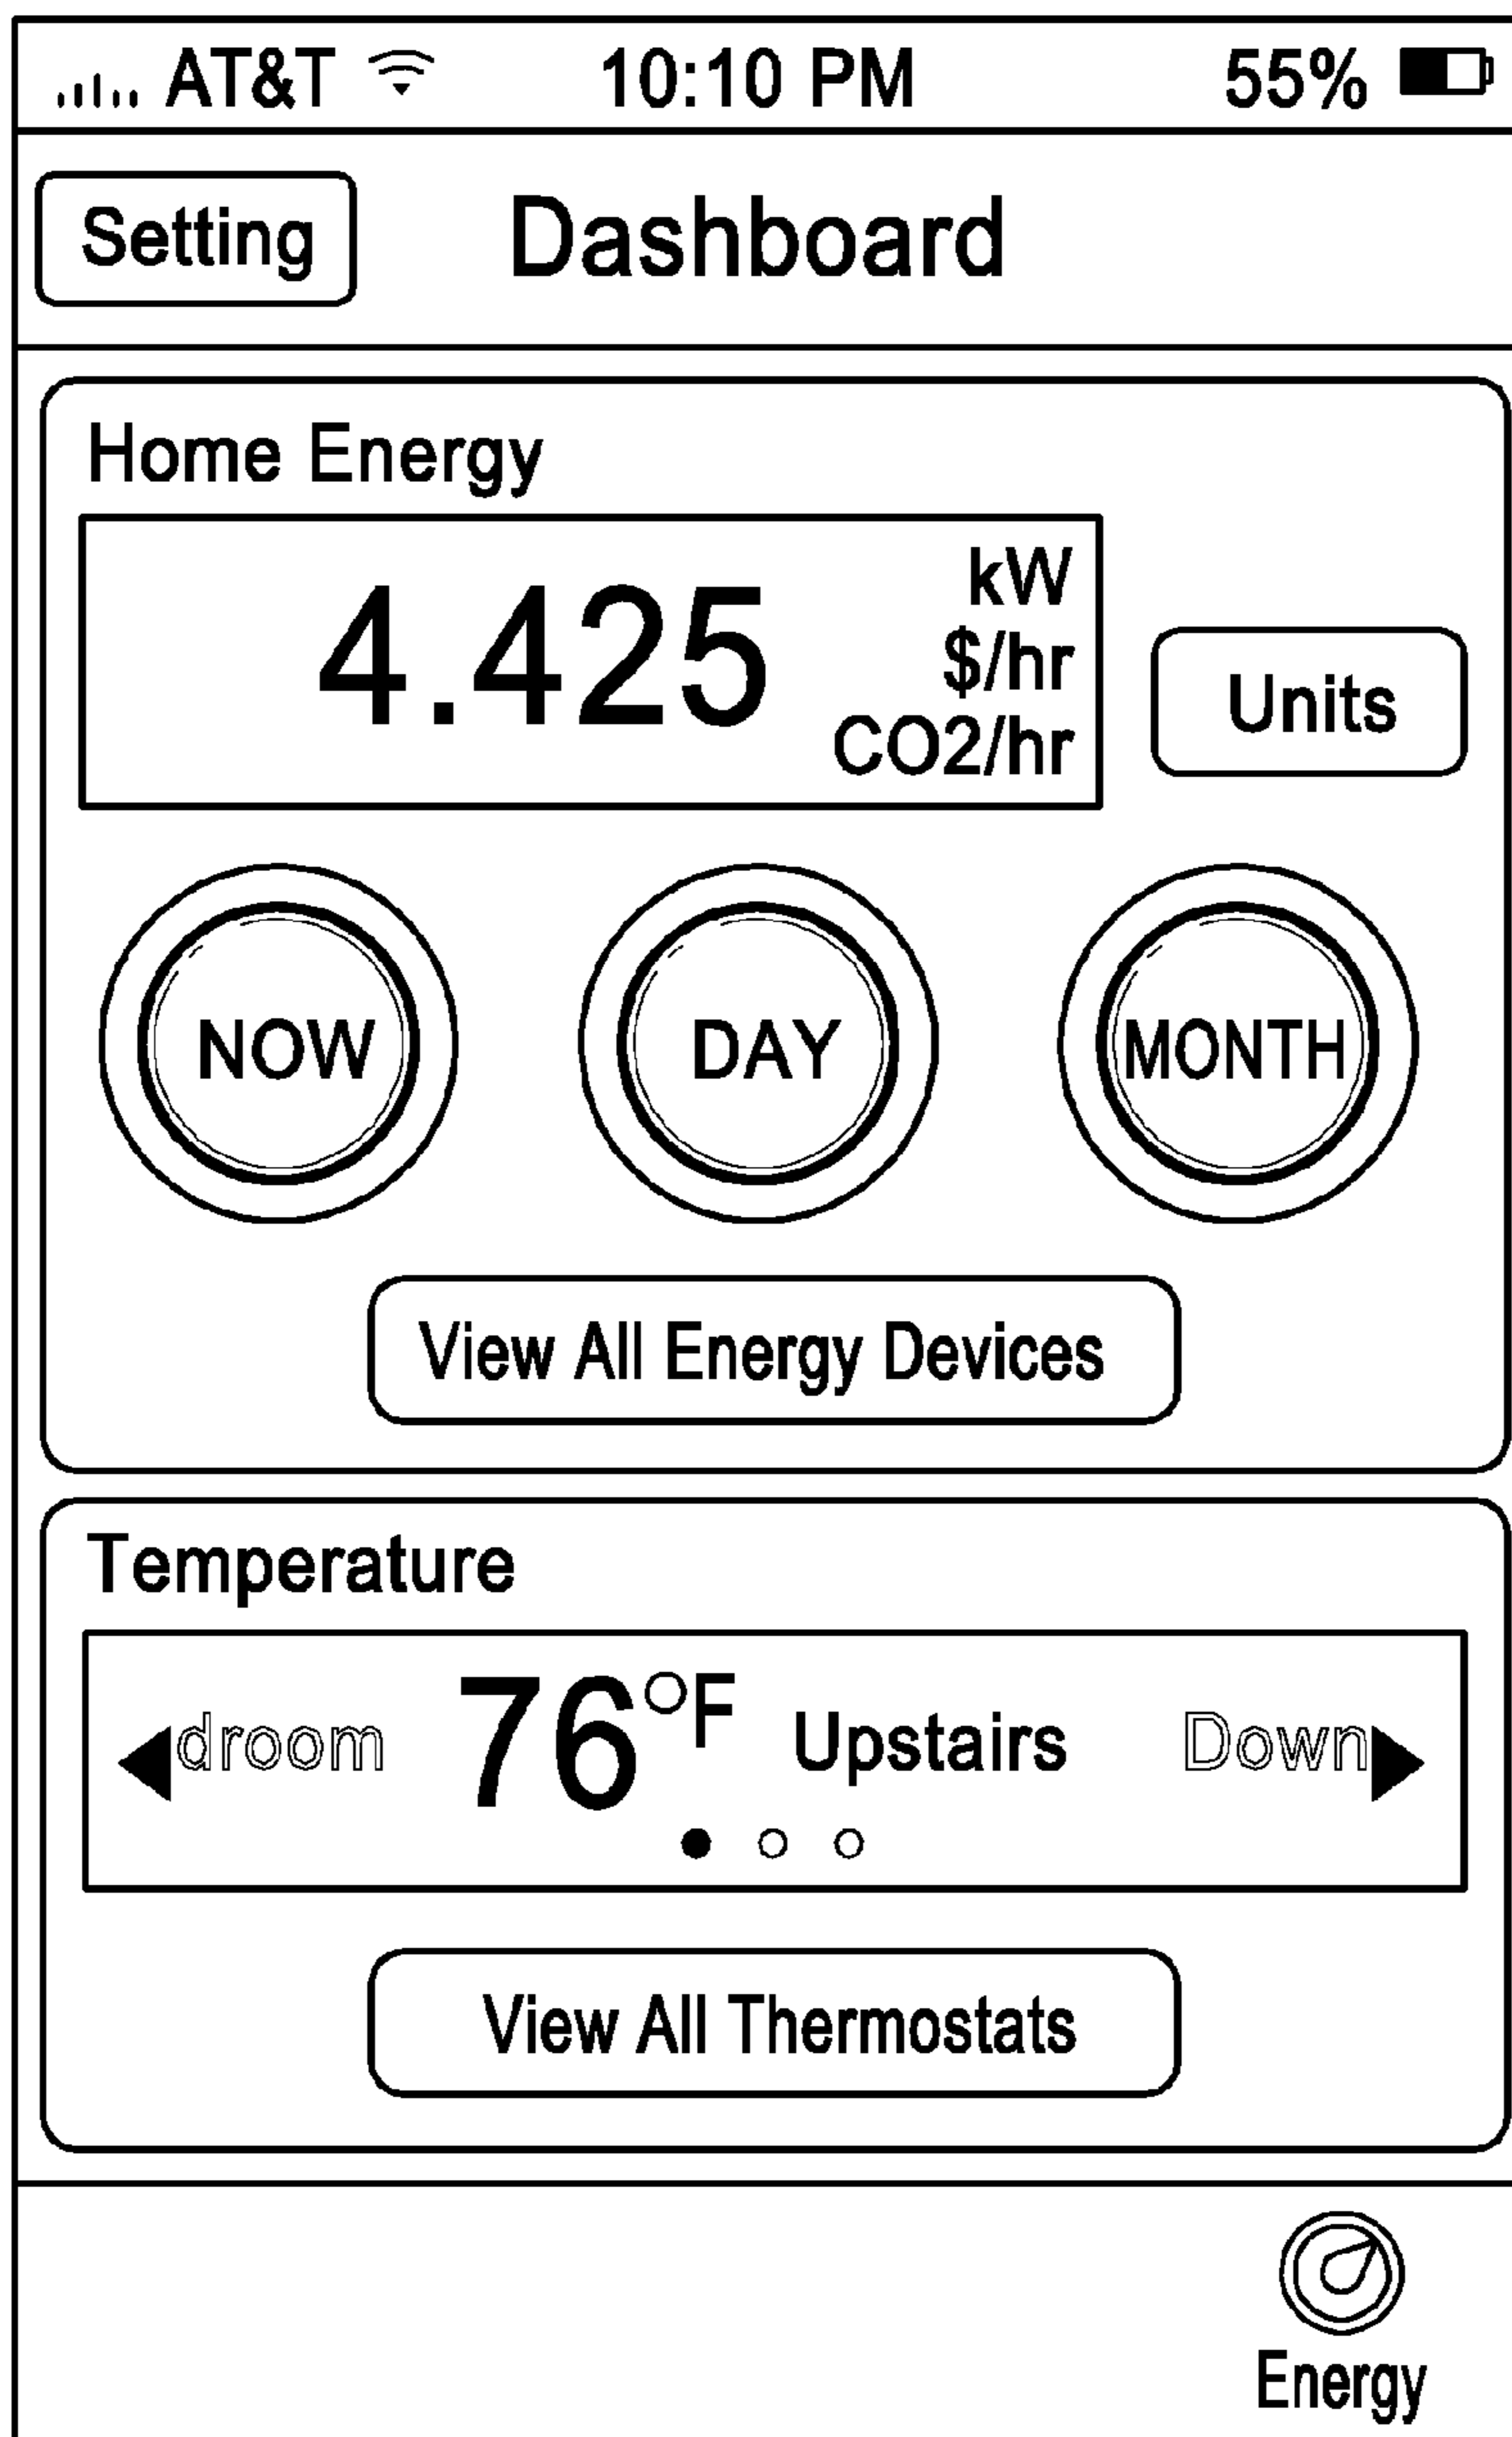 AT&T 10:10 PM 55%
Setting Dashboard
Home Energy
4.425 kW
$/hr
CO2/hr
Units
NOW DAY MONTH
View All Energy Devices
Temperature
droom 76°F Upstairs Down
View All Thermostats
Energy